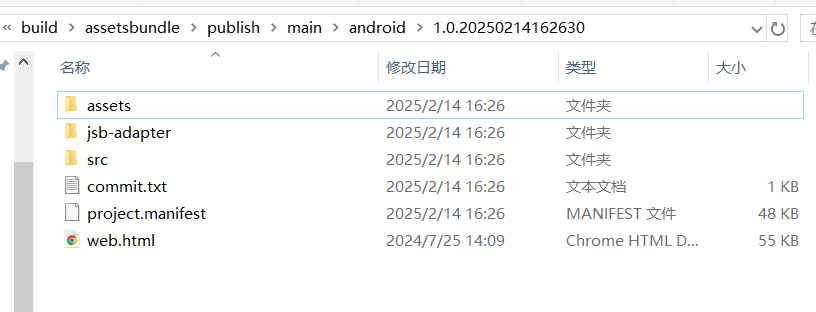 « build > assetsbundle > publish > main > android > 1.0.20250214162630
名称 修改日期 类型 大小
assets 2025/2/14 16:26 文件夹
jsb-adapter 2025/2/14 16:26 文件夹
src 2025/2/14 16:26 文件夹
commit.txt 2025/2/14 16:26 文本文档 1 KB
project.manifest 2025/2/14 16:26 MANIFEST 文件 48 KB
web.html 2024/7/25 14:09 Chrome HTML D... 55 KB